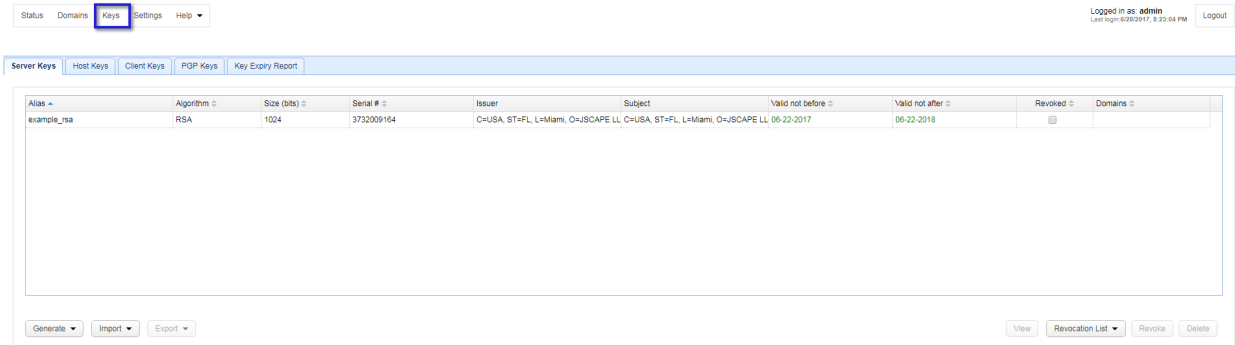 Status Domains Keys Settings Help
Logged in as: admin
Last login:6/28/2017, 8:23:04 PM
Logout
Server Keys Host Keys Client Keys PGP Keys Key Expiry Report
Alias Algorithm Size (bits) Serial # Issuer Subject Valid not before Valid not after Revoked Domains
example_rsa RSA 1024 3732009164 C=USA, ST=FL, L=Miami, O=JSCAPE LL C=USA, ST=FL, L=Miami, O=JSCAPE LL 06-22-2017 06-22-2018
Generate Import Export View Revocation List Revoke Delete